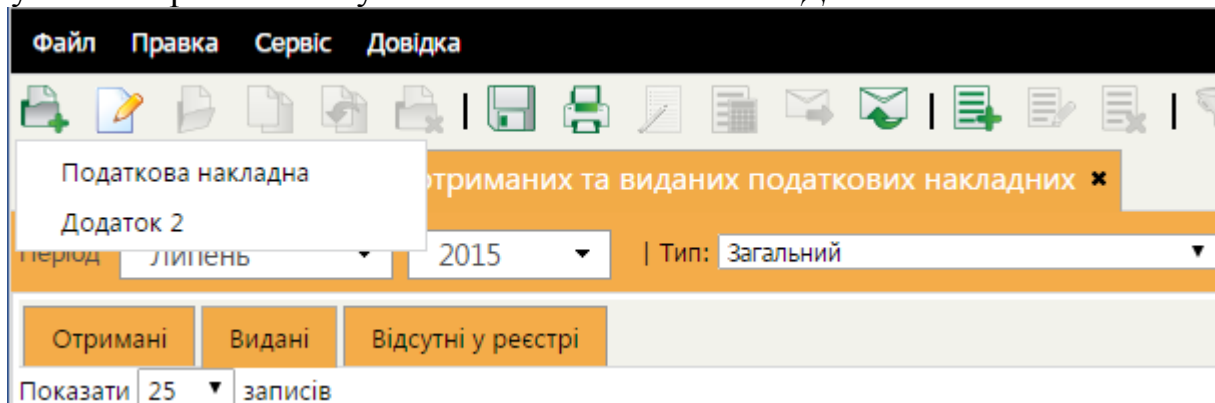 Файл Правка Сервіс Довідка
Податкова накладна
отриманих та виданих податкових накладних ✖
Додаток 2
Період Липень 2015 | Тип: Загальний
Отримані Видані Відсутні у реєстрі
Показати 25 записів